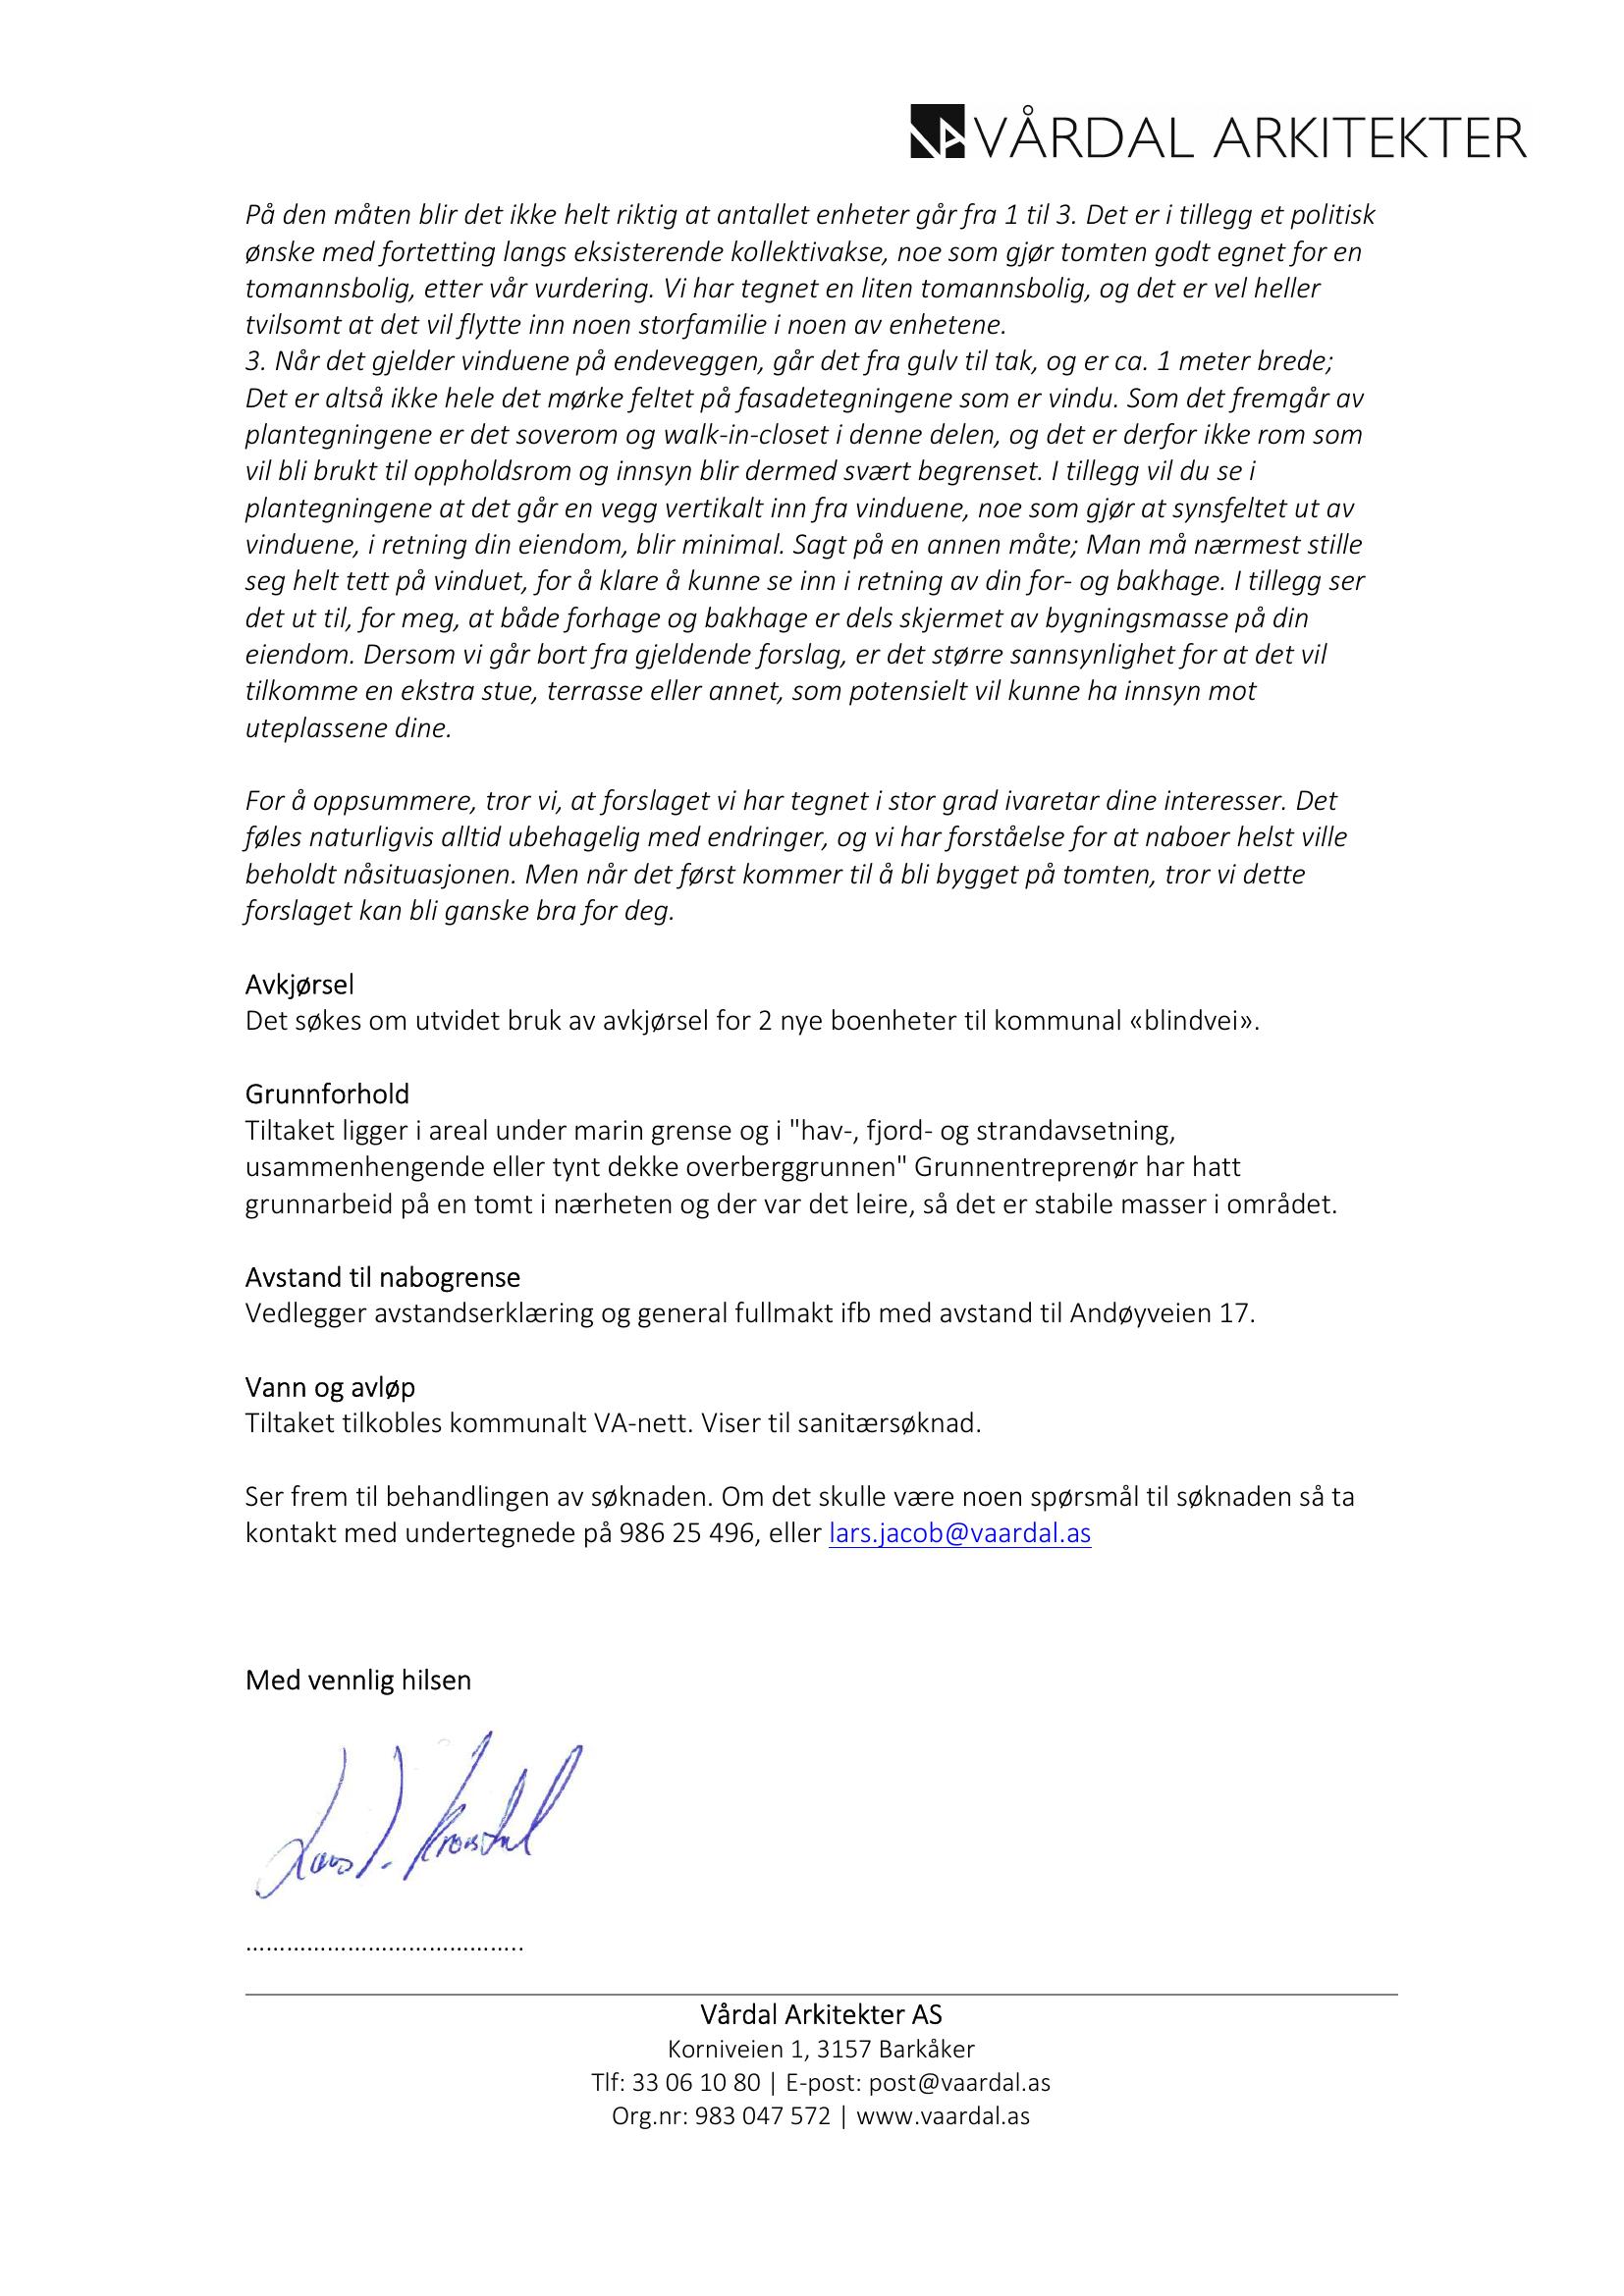 VÅRDAL ARKITEKTER
På den måten blir det ikke helt riktig at antallet enheter går fra 1 til 3. Det er i tillegg et politisk
ønske med fortetting langs eksisterende kollektivakse, noe som gjør tomten godt egnet for en
tomannsbolig, etter vår vurdering. Vi har tegnet en liten tomannsbolig, og det er vel heller
tvilsomt at det vil flytte inn noen storfamilie i noen av enhetene.
3. Når det gjelder vinduene på endeveggen, går det fra gulv til tak, og er ca. 1 meter brede;
Det er altså ikke hele det mørke feltet på fasadetegningene som er vindu. Som det fremgår av
plantegningene er det soverom og walk-in-closet i denne delen, og det er derfor ikke rom som
vil bli brukt til oppholdsrom og innsyn blir dermed svært begrenset. I tillegg vil du se i
plantegningene at det går en vegg vertikalt inn fra vinduene, noe som gjør at synsfeltet ut av
vinduene, i retning din eiendom, blir minimal. Sagt på en annen måte; Man må nærmest stille
seg helt tett på vinduet, for å klare å kunne se inn i retning av din for- og bakhage. I tillegg ser
det ut til, for meg, at både forhage og bakhage er dels skjermet av bygningsmasse på din
eiendom. Dersom vi går bort fra gjeldende forslag, er det større sannsynlighet for at det vil
tilkomme en ekstra stue, terrasse eller annet, som potensielt vil kunne ha innsyn mot
uteplassene dine.
For å oppsummere, tror vi, at forslaget vi har tegnet i stor grad ivaretar dine interesser. Det
føles naturligvis alltid ubehagelig med endringer, og vi har forståelse for at naboer helst ville
beholdt nåsituasjonen. Men når det først kommer til å bli bygget på tomten, tror vi dette
forslaget kan bli ganske bra for deg.
Avkjørsel
Det søkes om utvidet bruk av avkjørsel for 2 nye boenheter til kommunal «blindvei».
Grunnforhold
Tiltaket ligger i areal under marin grense og i "hav-, fjord- og strandavsetning,
usammenhengende eller tynt dekke overberggrunnen" Grunnentreprenør har hatt
grunnarbeid på en tomt i nærheten og der var det leire, så det er stabile masser i området.
Avstand til nabogrense
Vedlegger avstandserklæring og general fullmakt ifb med avstand til Andøyveien 17.
Vann og avløp
Tiltaket tilkobles kommunalt VA-nett. Viser til sanitærsøknad.
Ser frem til behandlingen av søknaden. Om det skulle være noen spørsmål til søknaden så ta
kontakt med undertegnede på 986 25 496, eller lars.jacob@vaardal.as
Med vennlig hilsen
…………………………………..
Vårdal Arkitekter AS
Korniveien 1, 3157 Barkåker
Tlf: 33 06 10 80 | E-post: post@vaardal.as
Org.nr: 983 047 572 | www.vaardal.as